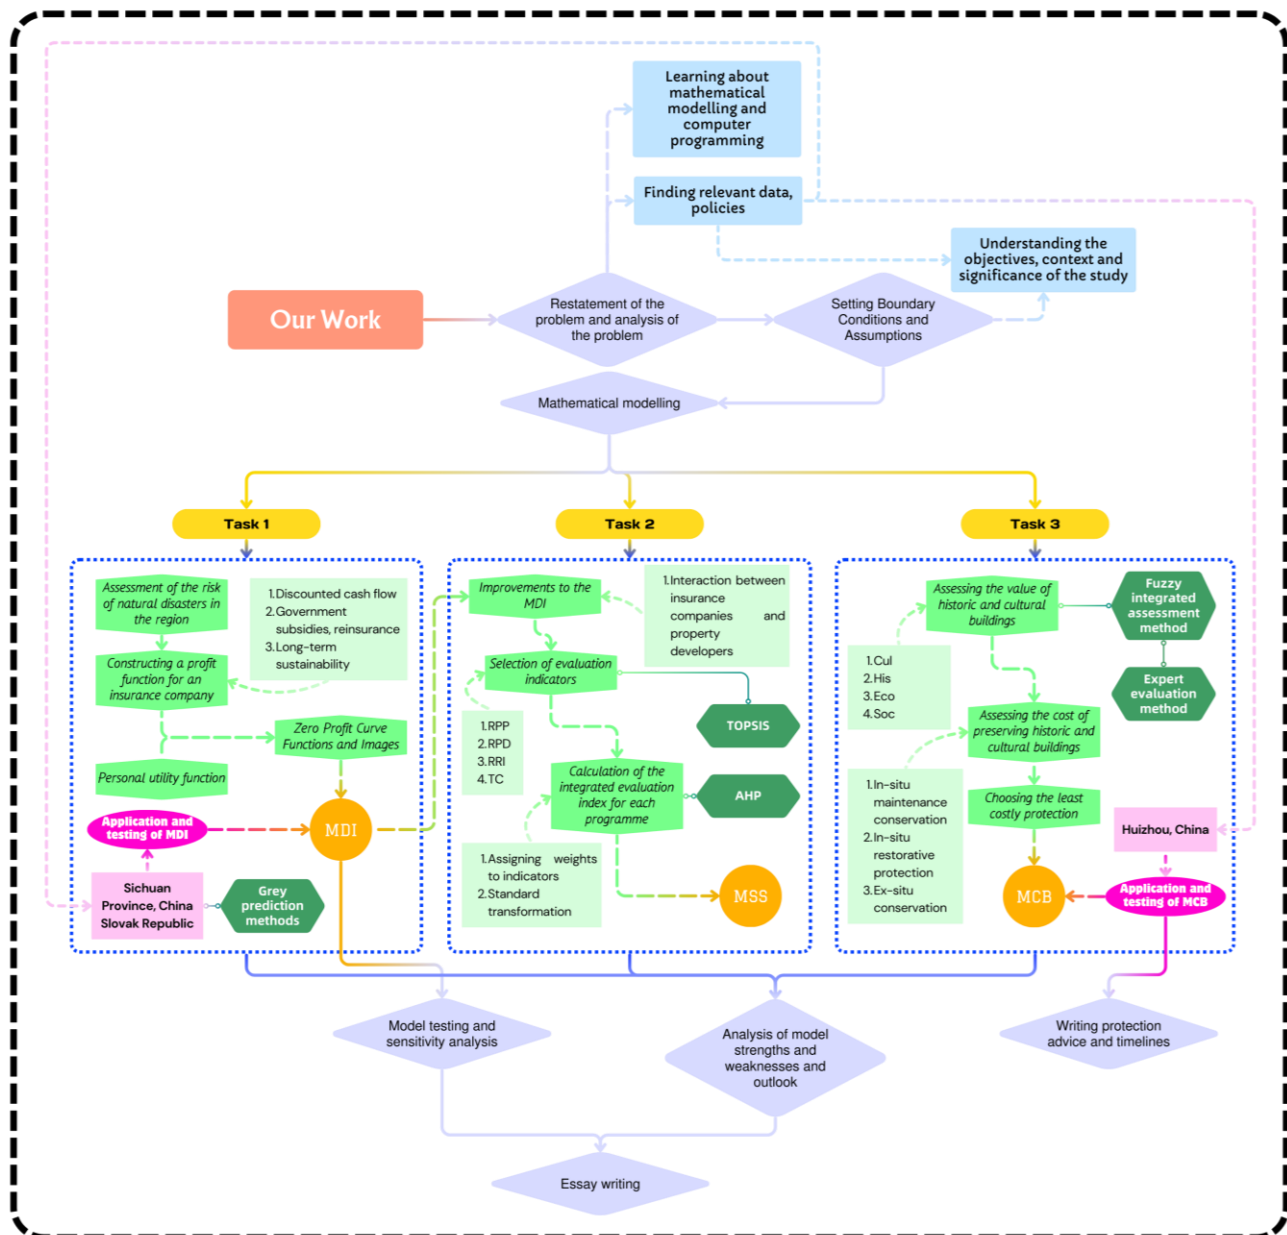 Learning about
mathematical
modelling and
computer
programming
Finding relevant data,
policies
Understanding the
objectives, context and
significance of the study
Our Work
Restatement of the
problem and analysis of
the problem
Setting Boundary
Conditions and
Assumptions
Mathematical modelling
Task 1
Task 2
Task 3
Assessment of the risk
of natural disasters in
the region
1.Discounted cash flow
2.Government
subsidies, reinsurance
3.Long-term
sustainability
Constructing a profit
function for an
insurance company
Zero Profit Curve
Functions and Images
Personal utility function
Application and
testing of MDI
MDI
Sichuan
Province, China
Slovak Republic
Grey
prediction
methods
Improvements to the
MDI
1.Interaction between
insurance
companies and
property
developers
Selection of evaluation
indicators
TOPSIS
1.RPP
2.RPD
3.RRI
4.TC
Calculation of the
integrated evaluation
index for each
programme
AHP
1.Assigning weights
to indicators
2.Standard
transformation
MSS
Assessing the value of
historic and cultural
buildings
Fuzzy
integrated
assessment
method
Expert
evaluation
method
1.Cul
2.His
3.Eco
4.Soc
Assessing the cost of
preserving historic and
cultural buildings
1.In-situ
maintenance
conservation
2.In-situ
restorative
protection
3.Ex-situ
conservation
Choosing the least
costly protection
Huizhou, China
MCB
Application and
testing of MCB
Model testing and
sensitivity analysis
Analysis of model
strengths and
weaknesses and
outlook
Writing protection
advice and timelines
Essay writing